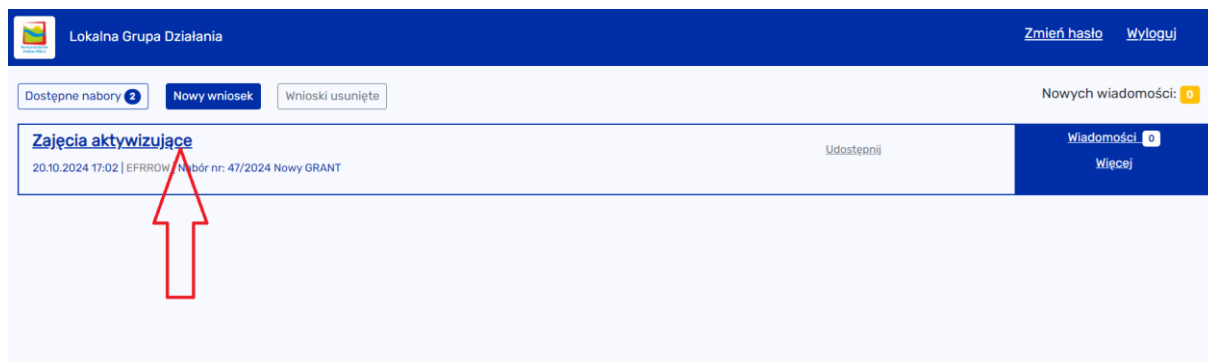 Lokalna Grupa Działania
Zmień hasło Wyloguj
Dostępne nabory 2 Nowy wniosek Wnioski usunięte
Nowych wiadomości: 0
Zajęcia aktywizujące
Udostępnij
Wiadomości 0
20.10.2024 17:02 | EFRROW | Nabór nr: 47/2024 Nowy GRANT
Więcej